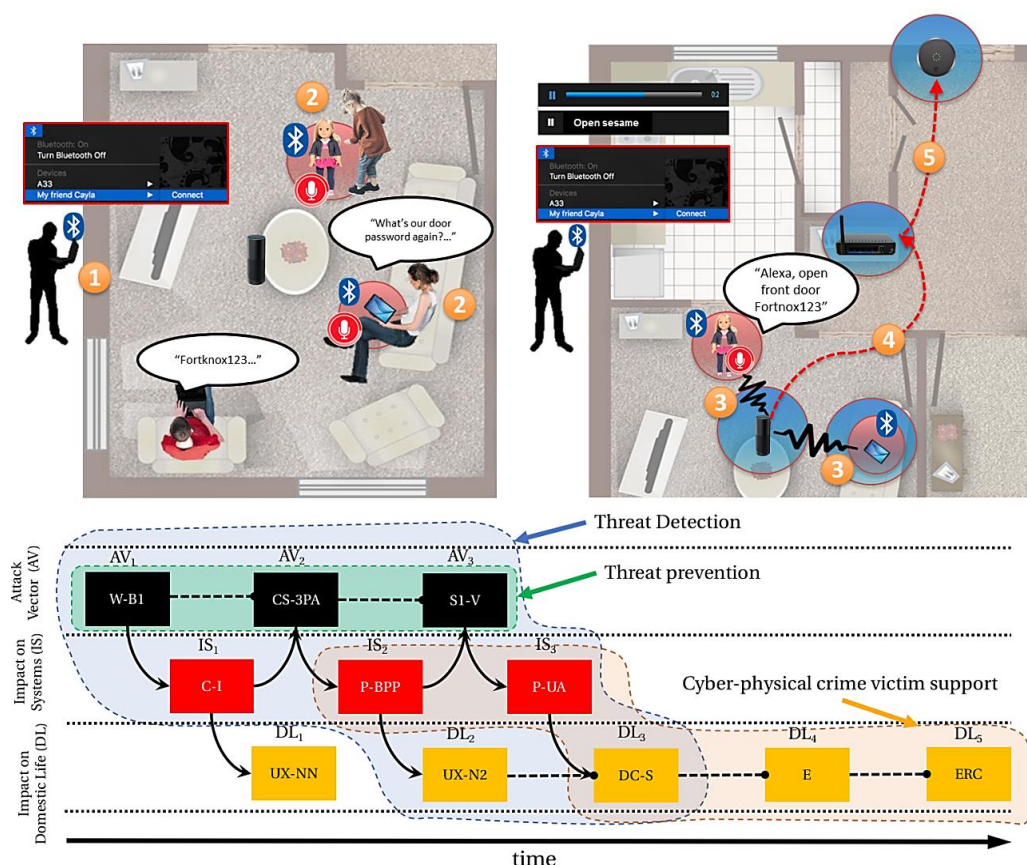 2
Bluetooth: On
Turn Bluetooth Off
Devices
A33
My friend Cayla
Connect
1
“What’s our door
password again?...”
2
“Fortknox123...”
0:2
Open sesame
Bluetooth: On
Turn Bluetooth Off
Devices
A33
My friend Cayla
Connect
5
“Alexa, open
front door
Fortnox123”
4
3
3
Threat Detection
Threat prevention
Cyber-physical crime victim support
Attack
Vector (AV)
AV₁
AV₂
AV₃
W-B1
CS-3PA
S1-V
Impact on
Systems (IS)
IS₁
IS₂
IS₃
C-I
P-BPP
P-UA
Impact on
Domestic Life (DL)
DL₁
DL₂
DL₃
DL₄
DL₅
UX-NN
UX-N2
DC-S
E
ERC
time